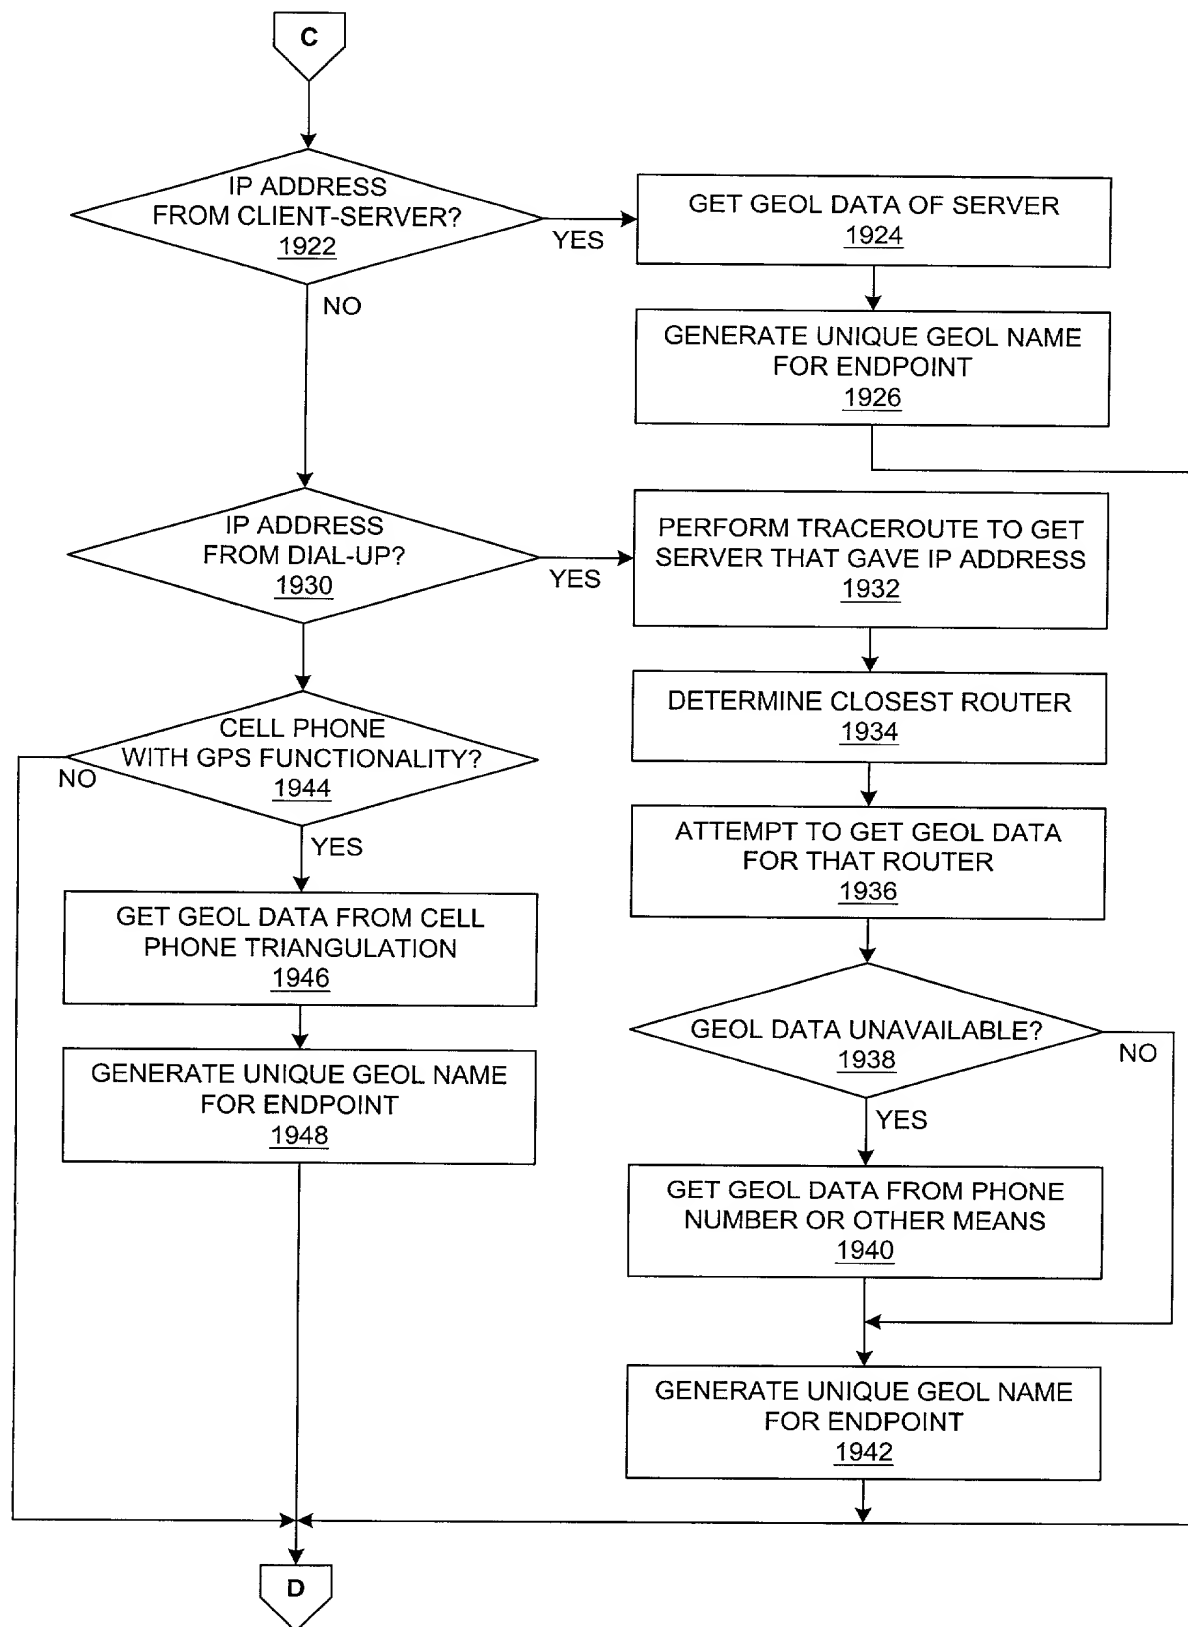 C
IP ADDRESS
FROM CLIENT-SERVER?
1922
YES
NO
GET GEOL DATA OF SERVER
1924
GENERATE UNIQUE GEOL NAME
FOR ENDPOINT
1926
IP ADDRESS
FROM DIAL-UP?
1930
YES
PERFORM TRACEROUTE TO GET
SERVER THAT GAVE IP ADDRESS
1932
DETERMINE CLOSEST ROUTER
1934
CELL PHONE
WITH GPS FUNCTIONALITY?
1944
NO
YES
ATTEMPT TO GET GEOL DATA
FOR THAT ROUTER
1936
GET GEOL DATA FROM CELL
PHONE TRIANGULATION
1946
GEOL DATA UNAVAILABLE?
1938
NO
YES
GENERATE UNIQUE GEOL NAME
FOR ENDPOINT
1948
GET GEOL DATA FROM PHONE
NUMBER OR OTHER MEANS
1940
GENERATE UNIQUE GEOL NAME
FOR ENDPOINT
1942
D